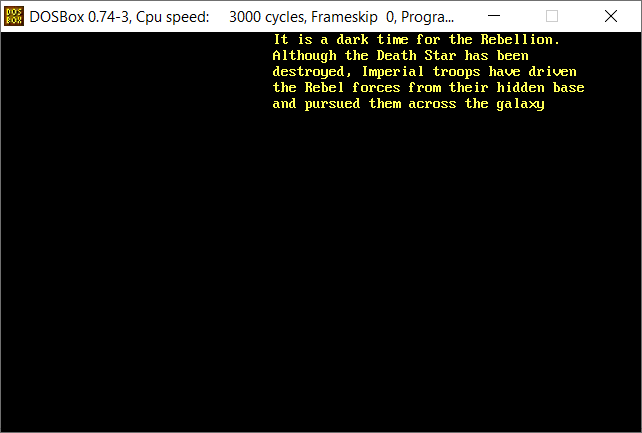 DOS
BOX
DOSBox 0.74-3, Cpu speed: 3000 cycles, Frameskip 0, Progra...
It is a dark time for the Rebellion.
Although the Death Star has been
destroyed, Imperial troops have driven
the Rebel forces from their hidden base
and pursued them across the galaxy